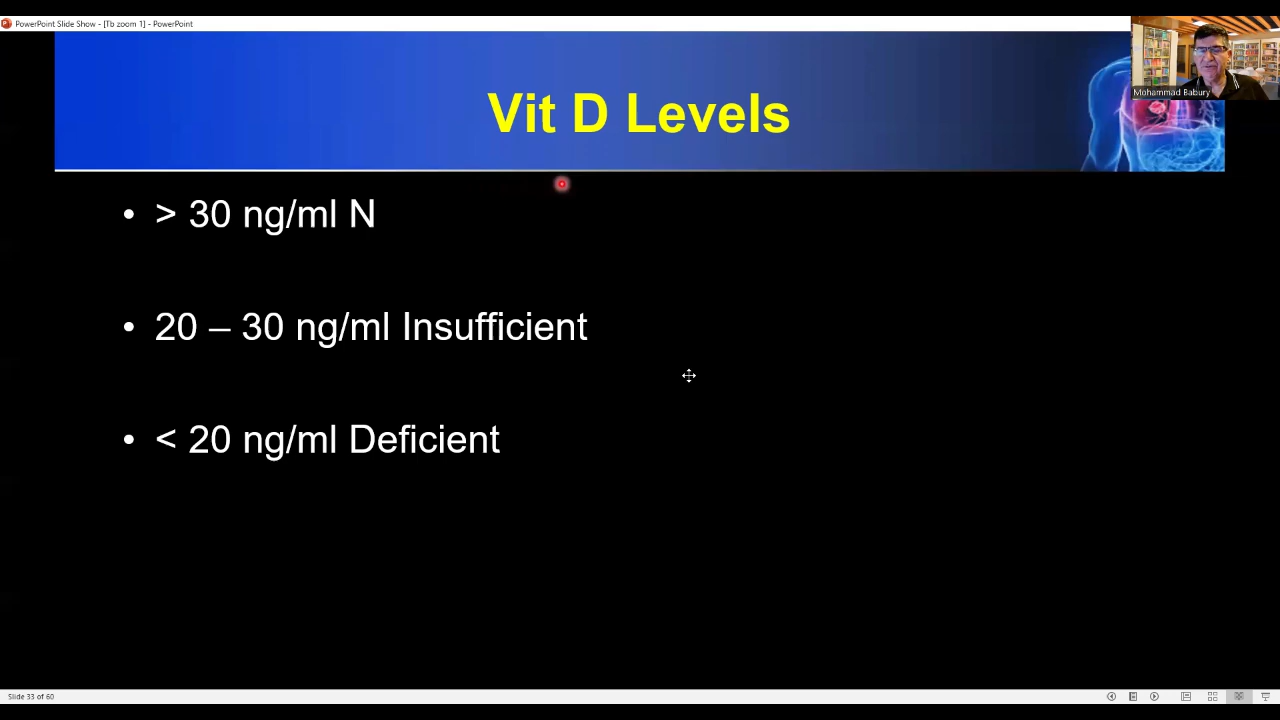 PowerPoint Slide Show - [Tb zoom 1] - PowerPoint
Mohammad Babury
Vit D Levels
• > 30 ng/ml N
• 20 – 30 ng/ml Insufficient
• < 20 ng/ml Deficient
Slide 33 of 60